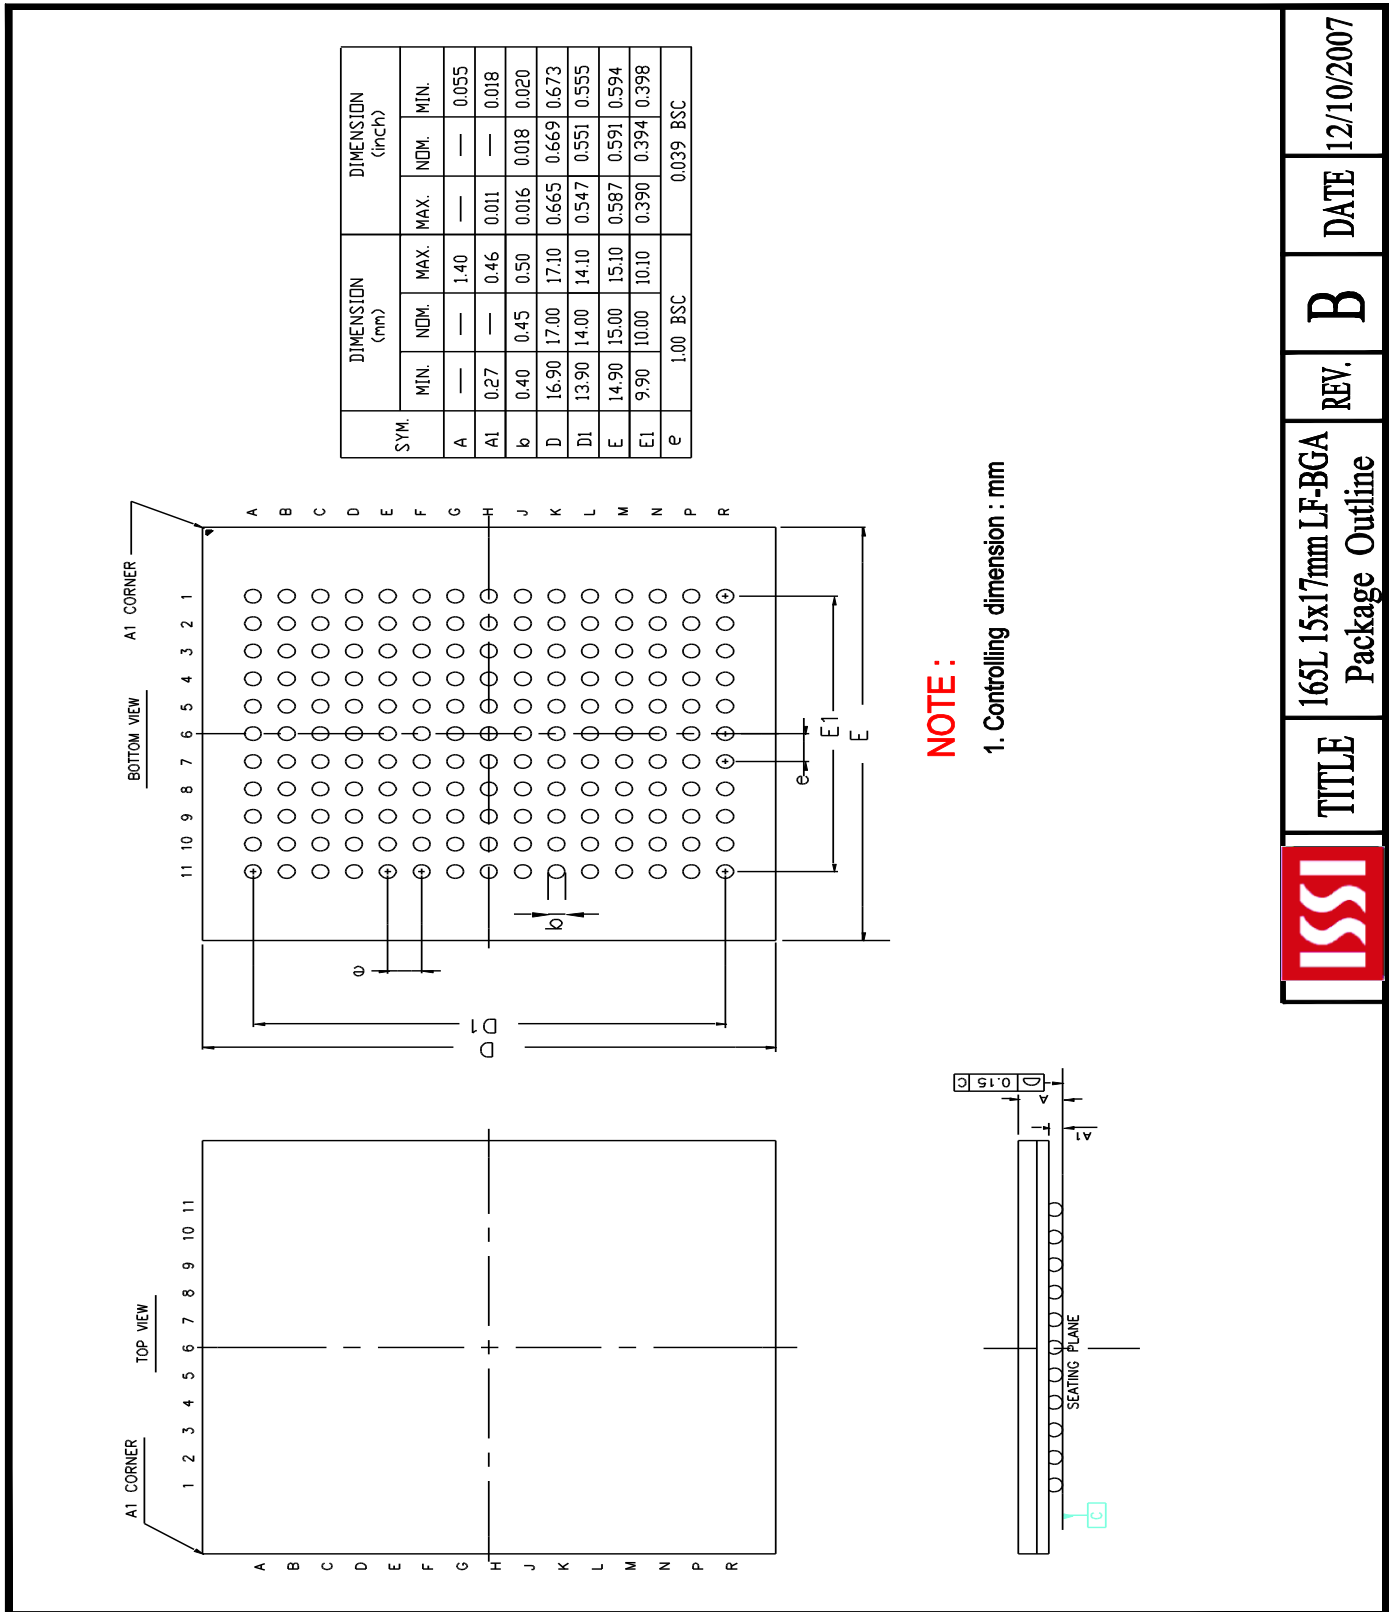 TOP VIEW
A1 CORNER
1 2 3 4 5 6 7 8 9 10 11
A
B
C
D
E
F
G
H
J
K
L
M
N
P
R
BOTTOM VIEW
A1 CORNER
11 10 9 8 7 6 5 4 3 2 1
A
B
C
D
E
F
G
H
J
K
L
M
N
P
R
e
b
D1
D
e
E1
E
SYM. DIMENSION (mm) DIMENSION (inch)
MIN. NOM. MAX. MAX. NOM. MIN.
A — — 1.40 — — 0.055
A1 0.27 — 0.46 0.011 — 0.018
b 0.40 0.45 0.50 0.016 0.018 0.020
D 16.90 17.00 17.10 0.665 0.669 0.673
D1 13.90 14.00 14.10 0.547 0.551 0.555
E 14.90 15.00 15.10 0.587 0.591 0.594
E1 9.90 10.00 10.10 0.390 0.394 0.398
e 1.00 BSC 0.039 BSC
C
SEATING PLANE
A1
A
D 0.15 C
NOTE :
1. Controlling dimension : mm
ISSI
TITLE
165L 15x17mm LF-BGA
Package Outline
REV.
B
DATE
12/10/2007